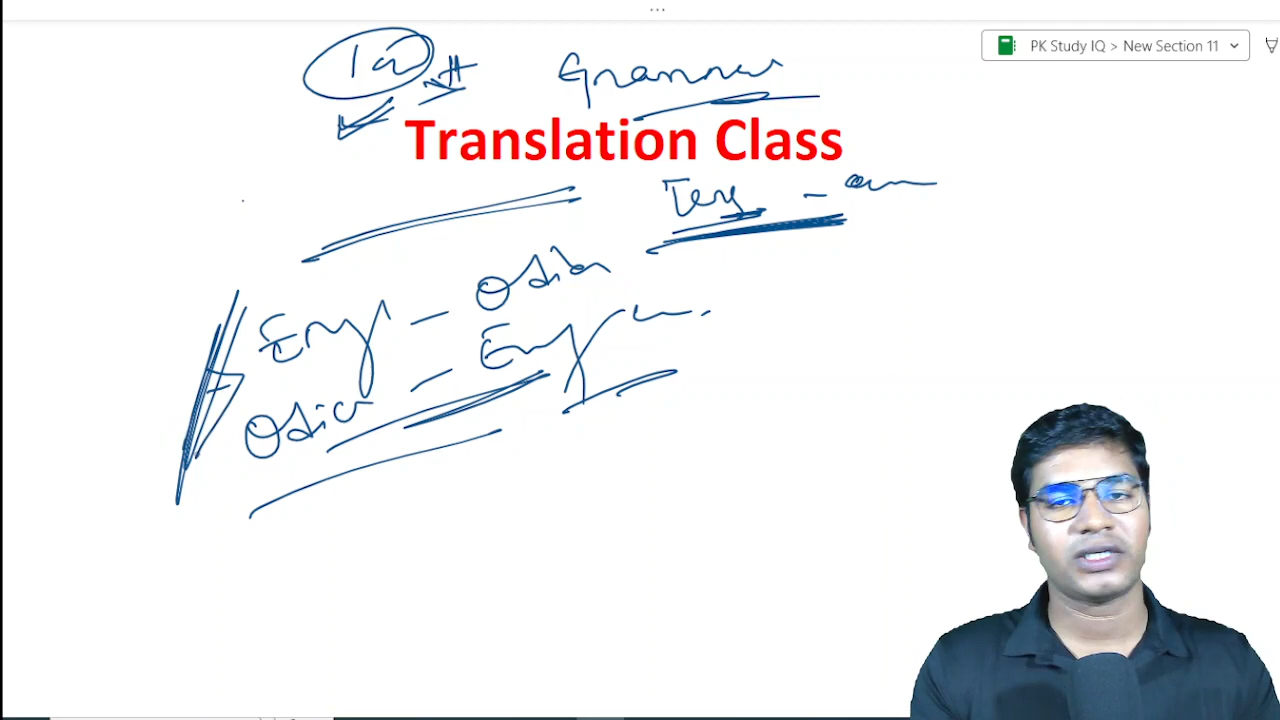 PK Study IQ > New Section 11
Grammar
Translation Class
Eng - Odia
Odia - Eng